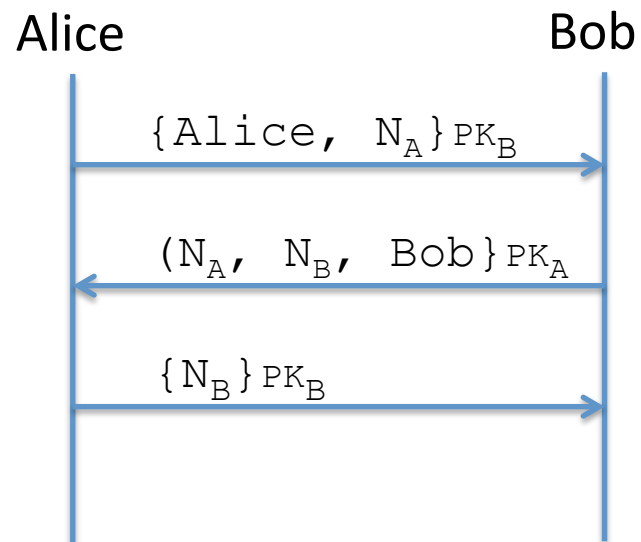 Alice Bob
{Alice, N_A}PK_B
(N_A, N_B, Bob}PK_A
{N_B}PK_B